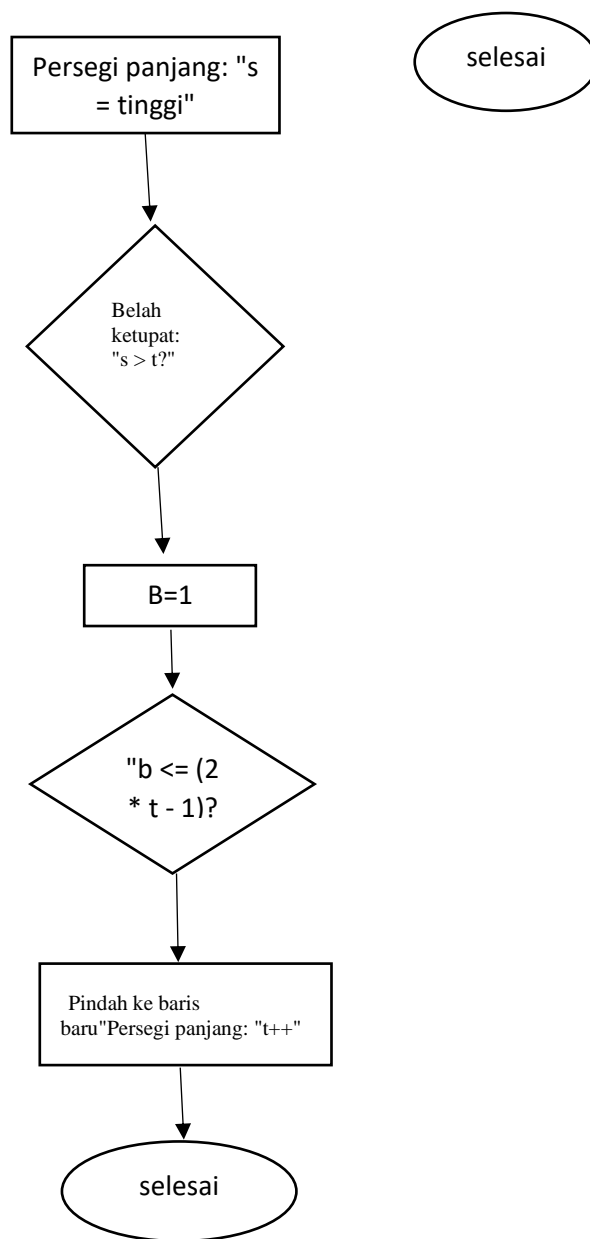 Persegi panjang: "s
= tinggi"
selesai
Belah
ketupat:
"s > t?"
B=1
"b <= (2
* t - 1)?
Pindah ke baris
baru"Persegi panjang: "t++"
selesai